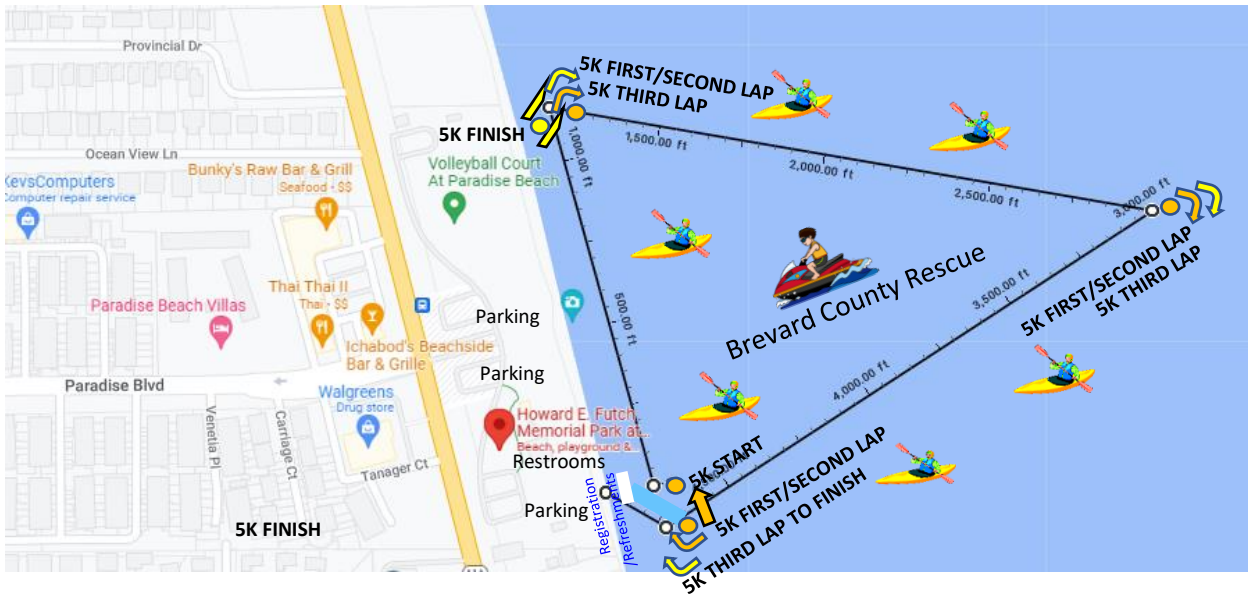 Provincial Dr
5K FIRST/SECOND LAP
5K THIRD LAP
5K FINISH
1,000.00 ft
1,500.00 ft
2,000.00 ft
2,500.00 ft
3,000.00 ft
Ocean View Ln
Bunky's Raw Bar & Grill
Seafood - $$
Volleyball Court
At Paradise Beach
KevsComputers
Computer repair service
5K FIRST/SECOND LAP
5K THIRD LAP
Brevard County Rescue
3,500.00 ft
Thai Thai II
Thai - $$
Paradise Beach Villas
500.00 ft
Parking
Ichabod's Beachside
Bar & Grille
Parking
4,000.00 ft
Paradise Blvd
Walgreens
Drug store
Venetia Pl
Carriage Ct
Howard E. Futch
Memorial Park at...
Beach, playground &...
Tanager Ct
Restrooms
5K START
Registration
/Refreshments
Parking
5K FIRST/SECOND LAP
5K THIRD LAP TO FINISH
5K FINISH